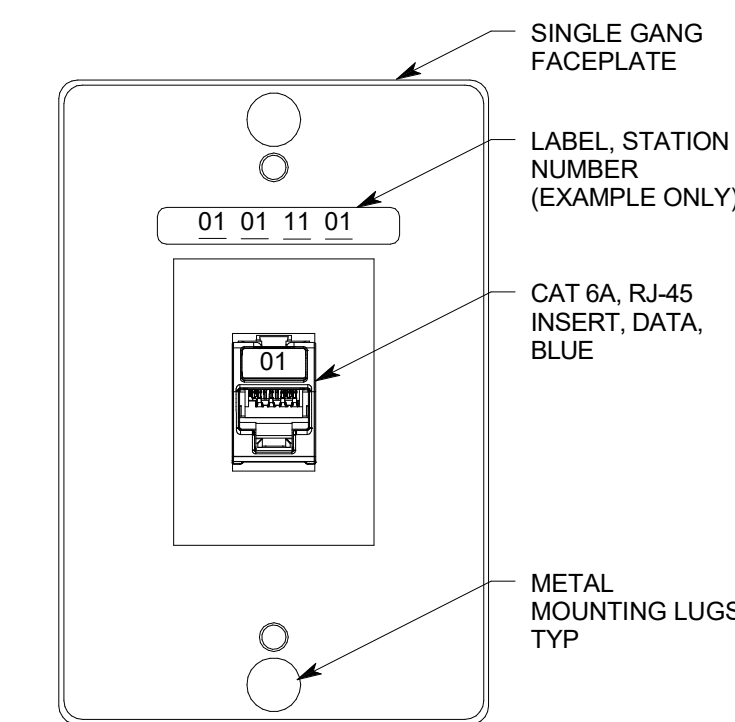 SINGLE GANG
FACEPLATE
LABEL, STATION
NUMBER
(EXAMPLE ONLY)
01 01 11 01
CAT 6A, RJ-45
INSERT, DATA,
BLUE
01
METAL
MOUNTING LUGS
TYP